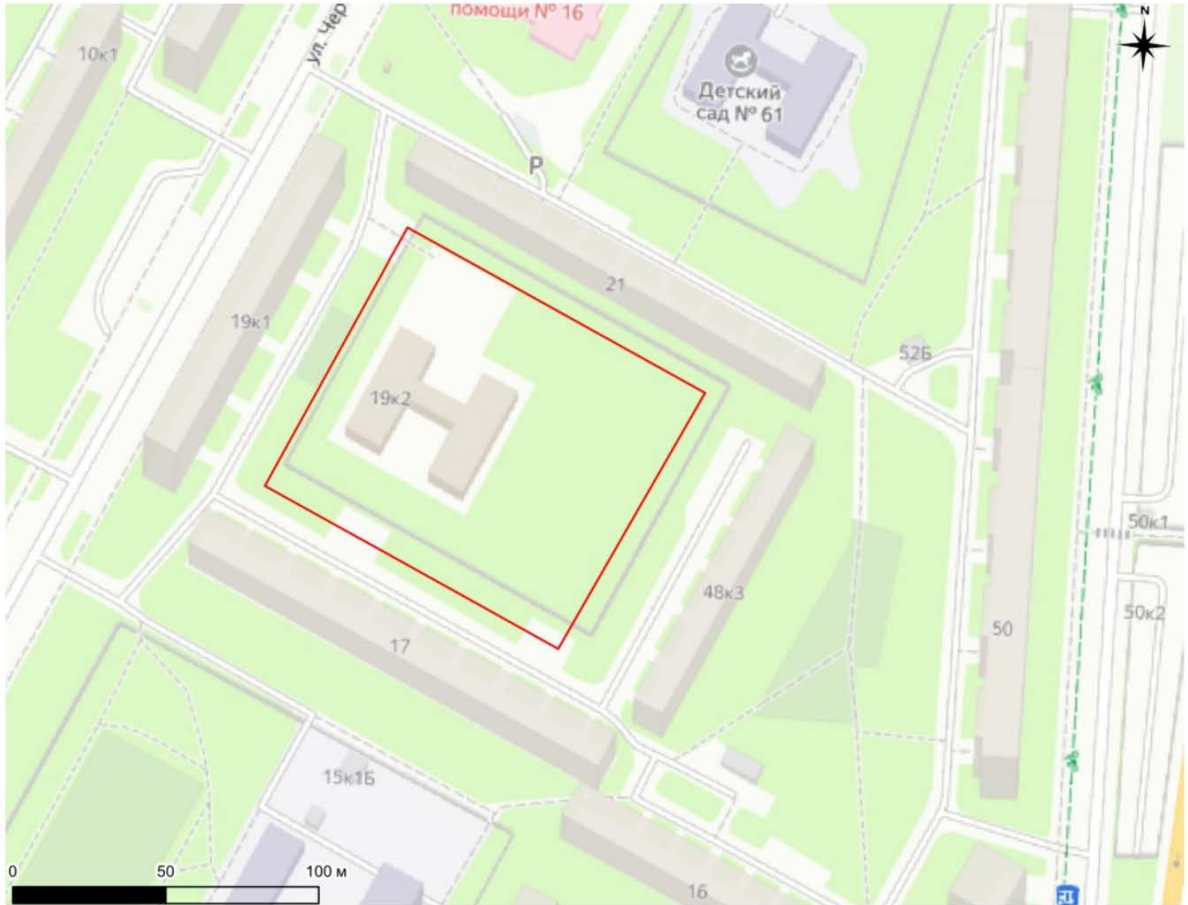 помощи № 16
ул. Чер
N
10к1
Детский
сад № 61
P
21
19к1
52Б
19к2
50к1
48к3
50к2
50
17
15к1Б
16
0 50 100 м